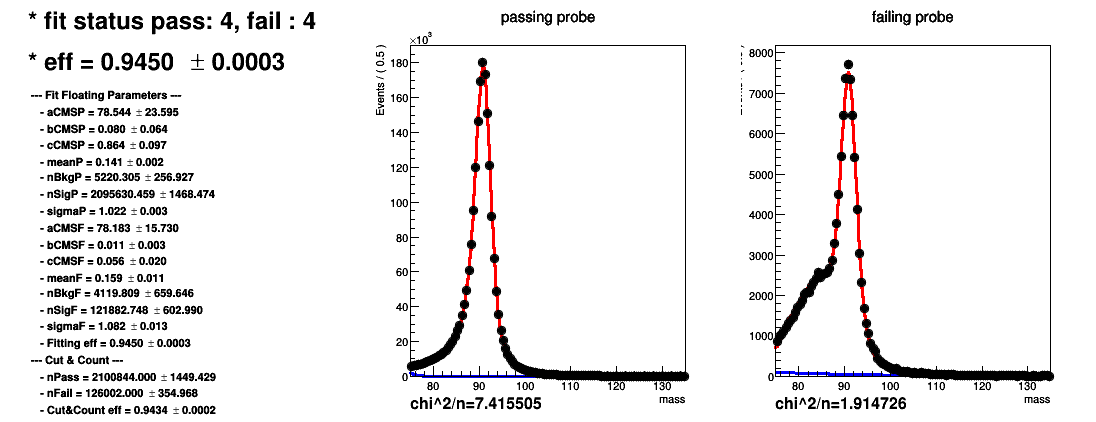 * fit status pass: 4, fail : 4
* eff = 0.9450 ± 0.0003
--- Fit Floating Parameters ---
- aCMSP = 78.544 ± 23.595
- bCMSP = 0.080 ± 0.064
- cCMSP = 0.864 ± 0.097
- meanP = 0.141 ± 0.002
- nBkgP = 5220.305 ± 256.927
- nSigP = 2095630.459 ± 1468.474
- sigmaP = 1.022 ± 0.003
- aCMSF = 78.183 ± 15.730
- bCMSF = 0.011 ± 0.003
- cCMSF = 0.056 ± 0.020
- meanF = 0.159 ± 0.011
- nBkgF = 4119.809 ± 659.646
- nSigF = 121882.748 ± 602.990
- sigmaF = 1.082 ± 0.013
- Fitting eff = 0.9450 ± 0.0003
--- Cut & Count ---
- nPass = 2100844.000 ± 1449.429
- nFail = 126002.000 ± 354.968
- Cut&Count eff = 0.9434 ± 0.0002
passing probe
×10³
Events / ( 0.5 )
180
160
140
120
100
80
60
40
20
0
80 90 100 110 120 130
mass
chi^2/n=7.415505
failing probe
8000
7000
6000
5000
4000
3000
2000
1000
0
80 90 100 110 120 130
mass
chi^2/n=1.914726